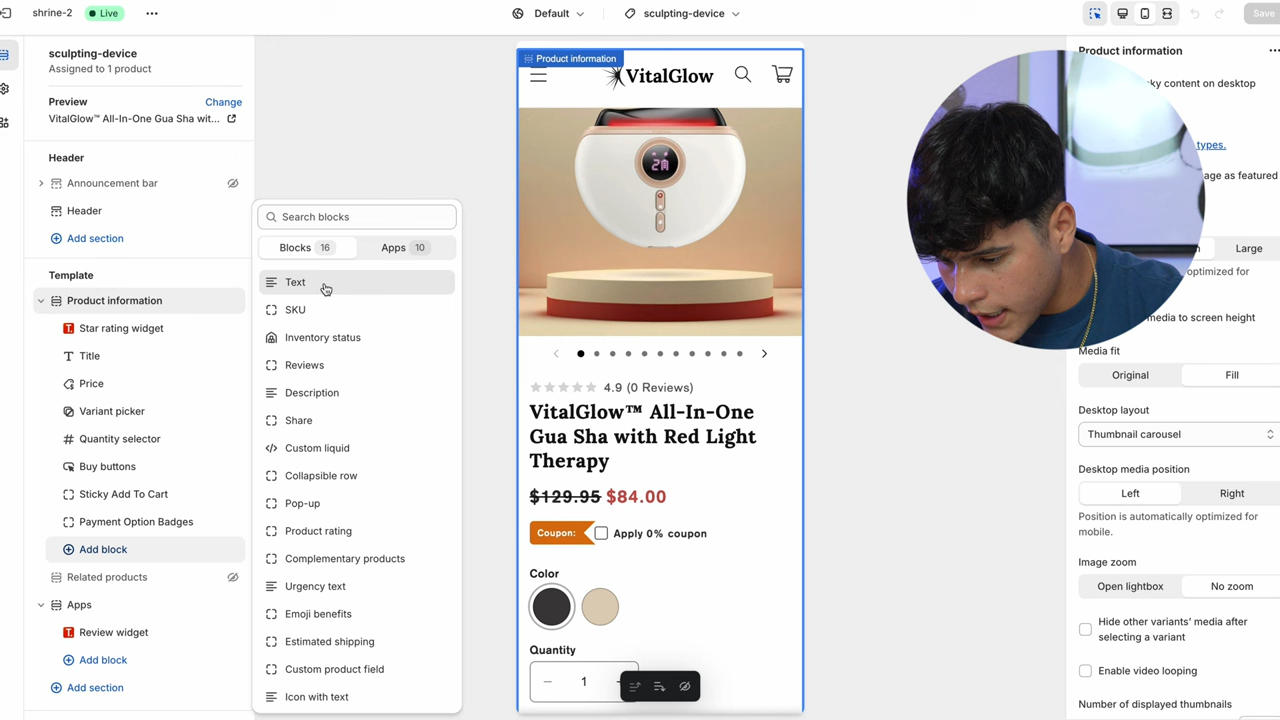 shrine-2
Live
Default
sculpting-device
Save
sculpting-device
Assigned to 1 product
Preview
Change
VitalGlow™ All-In-One Gua Sha wit...
Header
Announcement bar
Header
Add section
Template
Product information
Star rating widget
Title
Price
Variant picker
Quantity selector
Buy buttons
Sticky Add To Cart
Payment Option Badges
Add block
Related products
Apps
Review widget
Add block
Add section
Search blocks
Blocks 16
Apps 10
Text
SKU
Inventory status
Reviews
Description
Share
Custom liquid
Collapsible row
Pop-up
Product rating
Complementary products
Urgency text
Emoji benefits
Estimated shipping
Custom product field
Icon with text
Product information
VitalGlow
4.9 (0 Reviews)
VitalGlow™ All-In-One
Gua Sha with Red Light
Therapy
$129.95 $84.00
Coupon: Apply 0% coupon
Color
Quantity
1
Product information
content on desktop
types.
as featured
Large
optimized for
media to screen height
Media fit
Original
Fill
Desktop layout
Thumbnail carousel
Desktop media position
Left
Right
Position is automatically optimized for
mobile.
Image zoom
Open lightbox
No zoom
Hide other variants’ media after
selecting a variant
Enable video looping
Number of displayed thumbnails